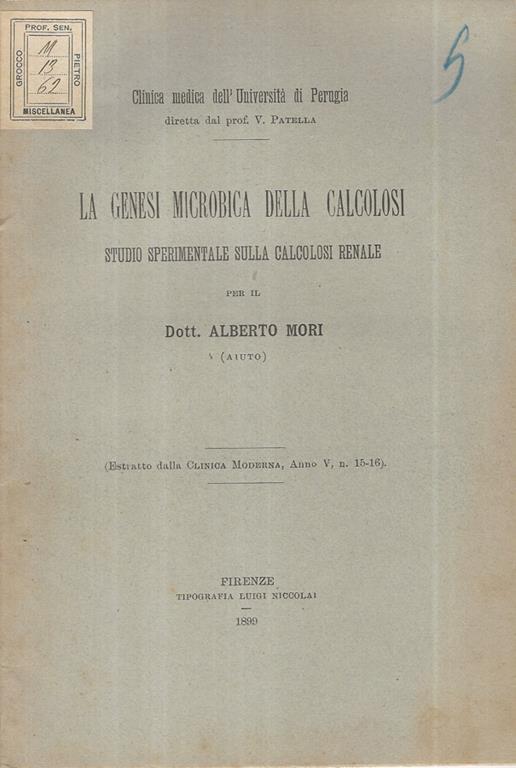 PROF. SEN.
GROCCO
PIETRO
M
13
62
MISCELLANEA
5
Clinica medica dell'Università di Perugia
diretta dal prof. V. PATELLA
LA GENESI MICROBICA DELLA CALCOLOSI
STUDIO SPERIMENTALE SULLA CALCOLOSI RENALE
PER IL
Dott. ALBERTO MORI
(AIUTO)
(Estratto dalla CLINICA MODERNA, Anno V, n. 15-16).
FIRENZE
TIPOGRAFIA LUIGI NICCOLAI
1899